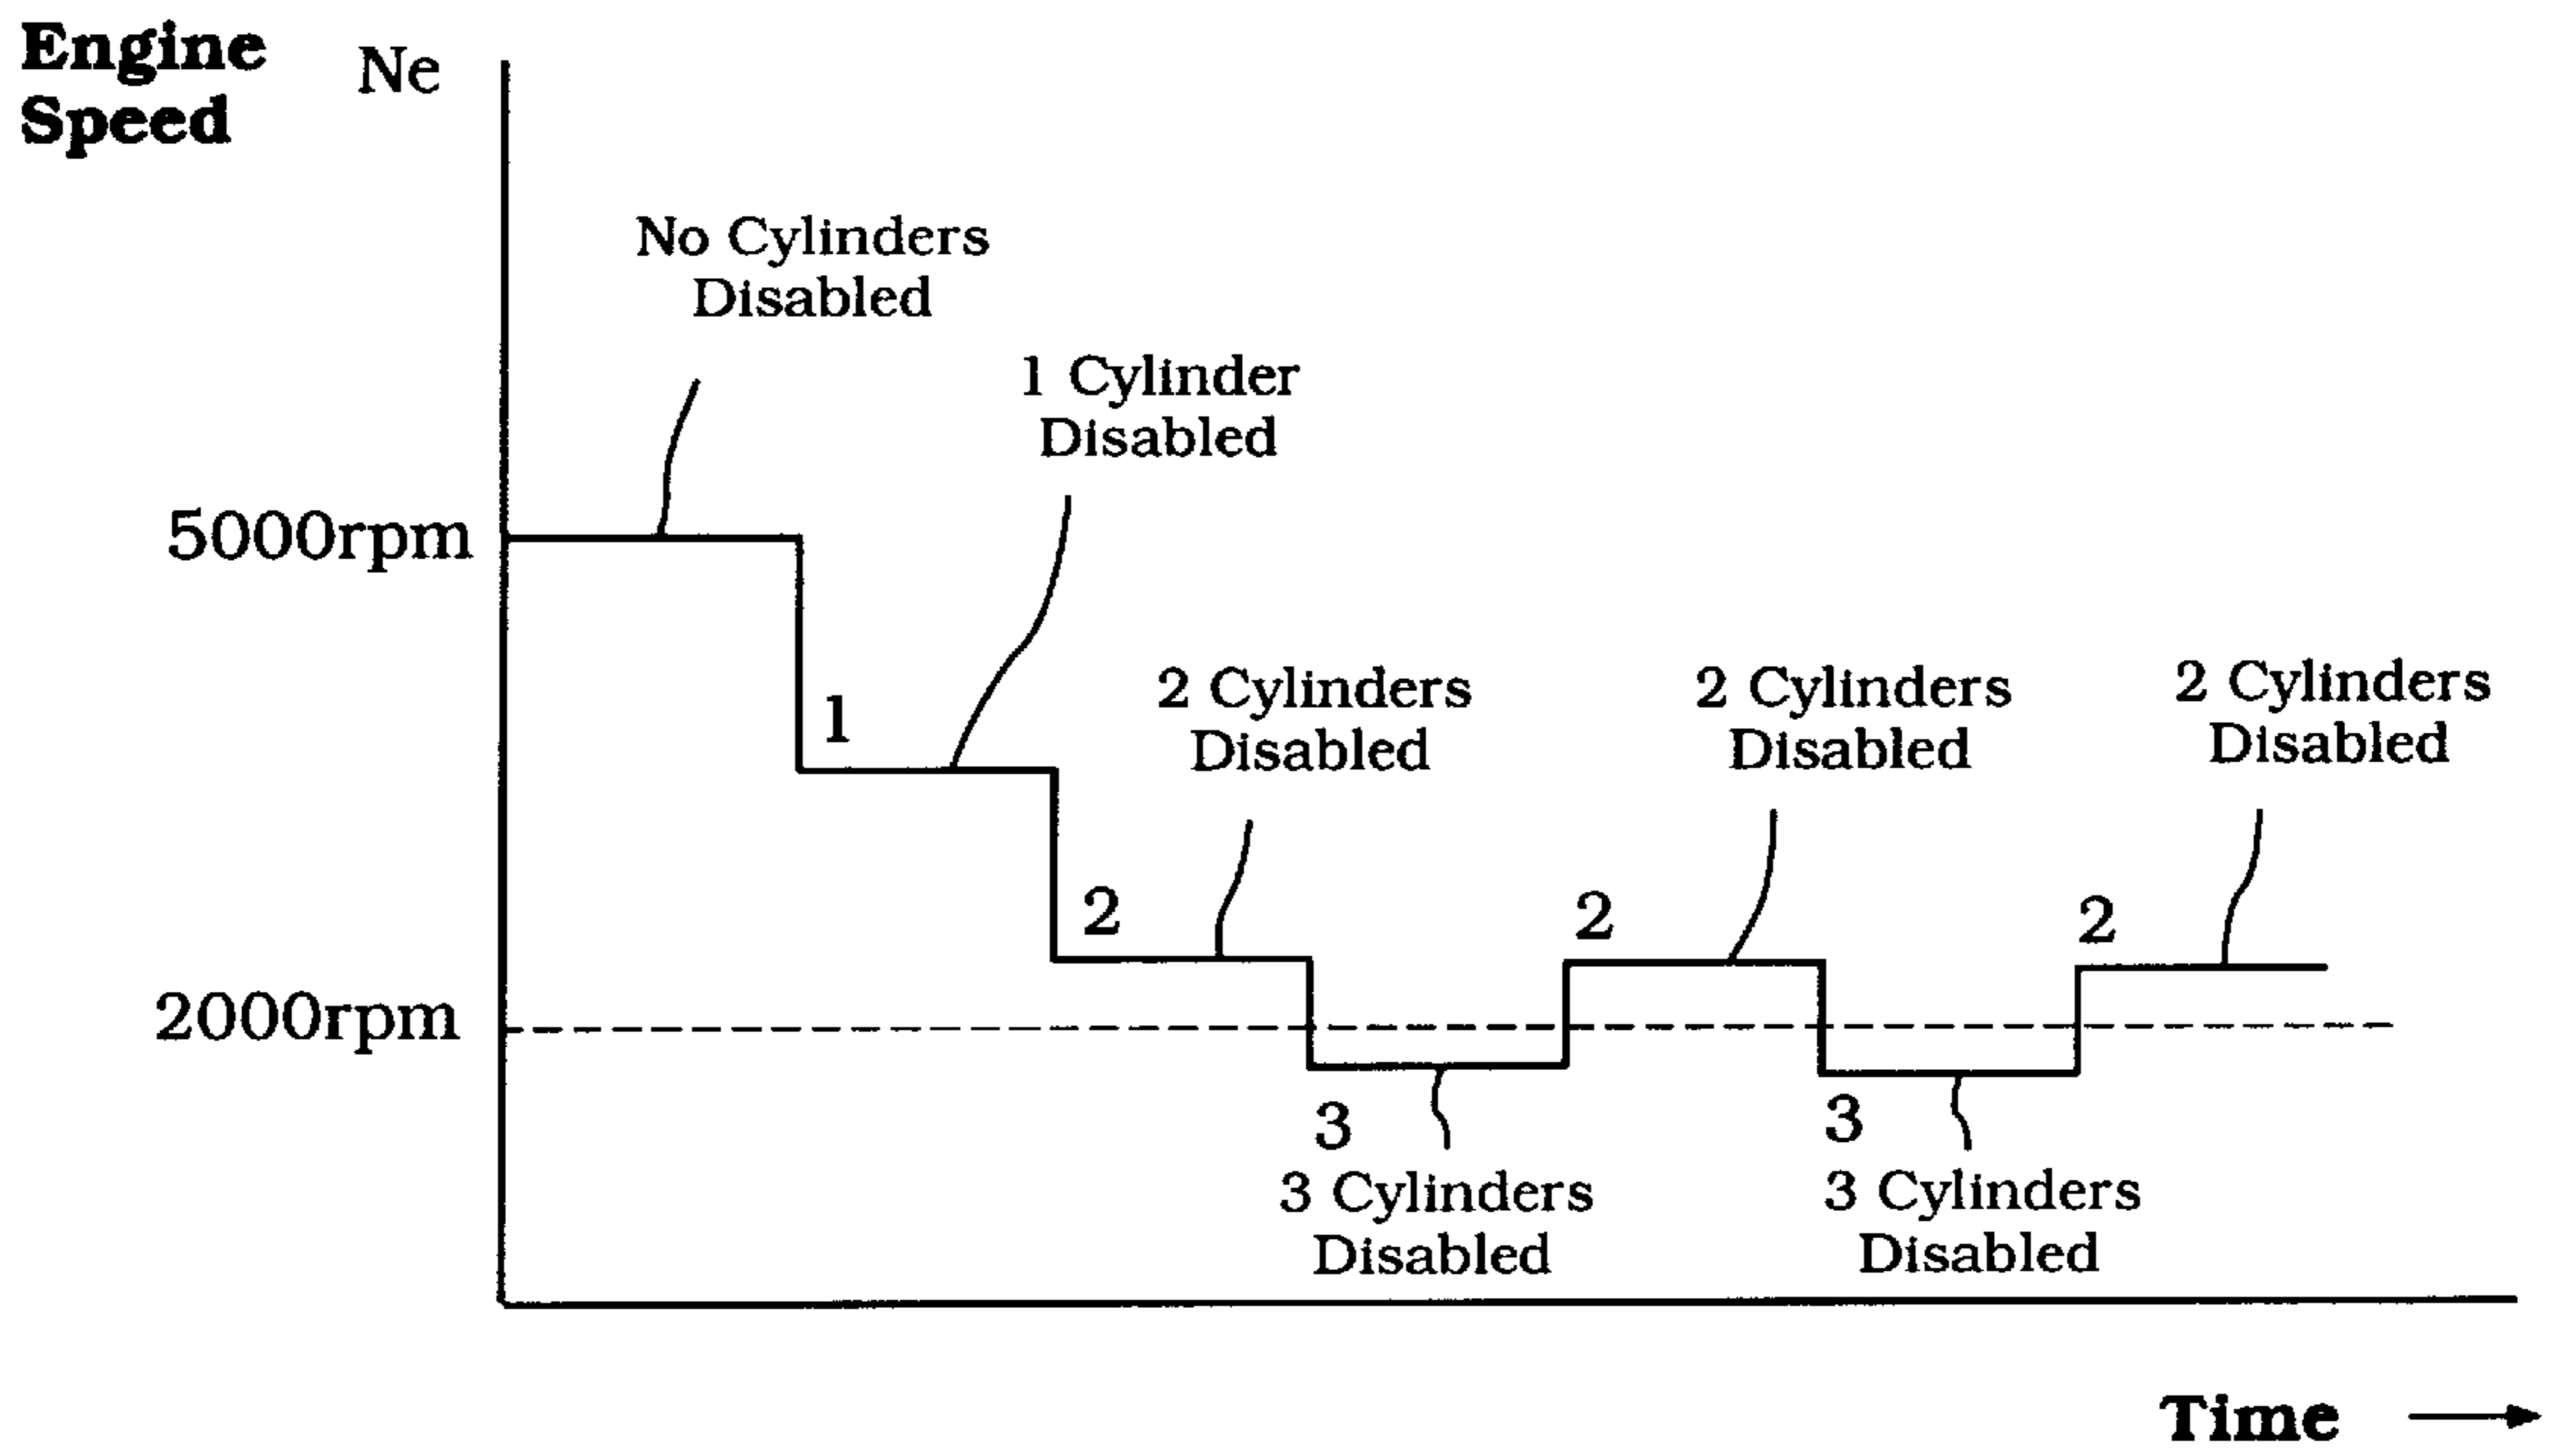 Engine
Speed
Ne
No Cylinders
Disabled
1 Cylinder
Disabled
5000rpm
1
2 Cylinders
Disabled
2 Cylinders
Disabled
2 Cylinders
Disabled
2
2
2
2000rpm
3
3
3 Cylinders
Disabled
3 Cylinders
Disabled
Time